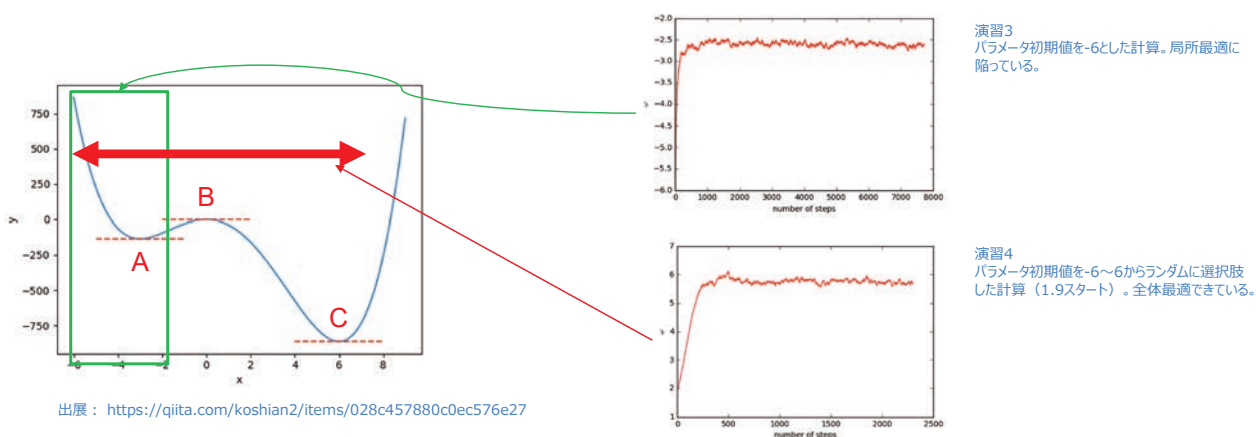 750
500
250
0
−250
−500
−750
y
−6
−4
−2
0
2
4
6
8
x
A
B
C
出展： https://qiita.com/koshian2/items/028c457880c0ec576e27
−2.0
−2.5
−3.0
−3.5
−4.0
−4.5
−5.0
−5.5
−6.0
0 1000 2000 3000 4000 5000 6000 7000 8000
number of steps
演習3
パラメータ初期値を-6とした計算。局所最適に
陥っている。
7
6
5
4
3
2
1
0 500 1000 1500 2000 2500
number of steps
演習4
パラメータ初期値を-6～6からランダムに選択肢
した計算（1.9スタート）。全体最適できている。